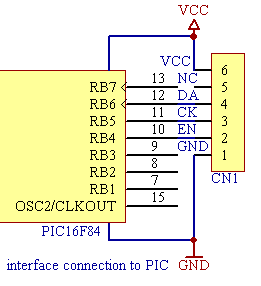 VCC
VCC
RB7 13 NC 6
RB6 12 DA 5
RB5 11 CK 4
RB4 10 EN 3
RB3 9 GND 2
RB2 8 1
RB1 7 CN1
OSC2/CLKOUT 15
PIC16F84
interface connection to PIC GND